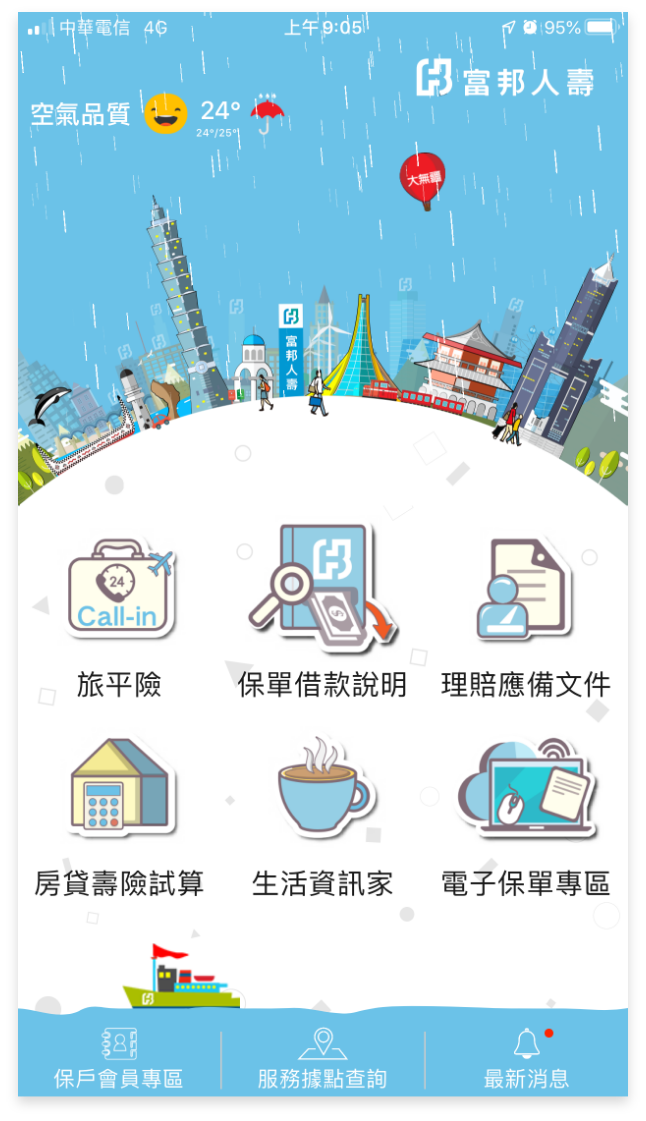 中華電信 4G 上午9:05 95%
富邦人壽
空氣品質 24°
24°/25°
大無疆
富邦人壽
24
Call-in
旅平險 保單借款說明 理賠應備文件
房貸壽險試算 生活資訊家 電子保單專區
保戶會員專區 服務據點查詢 最新消息